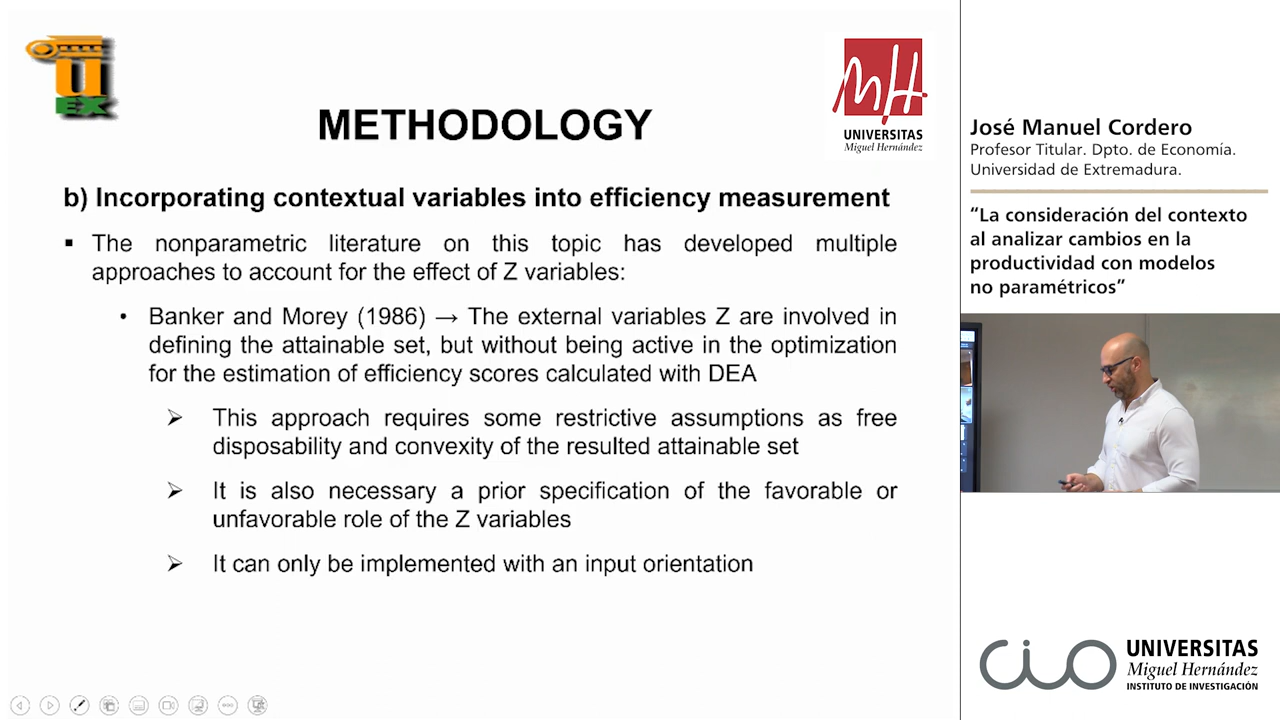 UEX
METHODOLOGY
MH
UNIVERSITAS
Miguel Hernández
b) Incorporating contextual variables into efficiency measurement
▪ The nonparametric literature on this topic has developed multiple
approaches to account for the effect of Z variables:
• Banker and Morey (1986) → The external variables Z are involved in
defining the attainable set, but without being active in the optimization
for the estimation of efficiency scores calculated with DEA
➢ This approach requires some restrictive assumptions as free
disposability and convexity of the resulted attainable set
➢ It is also necessary a prior specification of the favorable or
unfavorable role of the Z variables
➢ It can only be implemented with an input orientation
José Manuel Cordero
Profesor Titular. Dpto. de Economía.
Universidad de Extremadura.
“La consideración del contexto
al analizar cambios en la
productividad con modelos
no paramétricos”
CIO
UNIVERSITAS
Miguel Hernández
INSTITUTO DE INVESTIGACIÓN